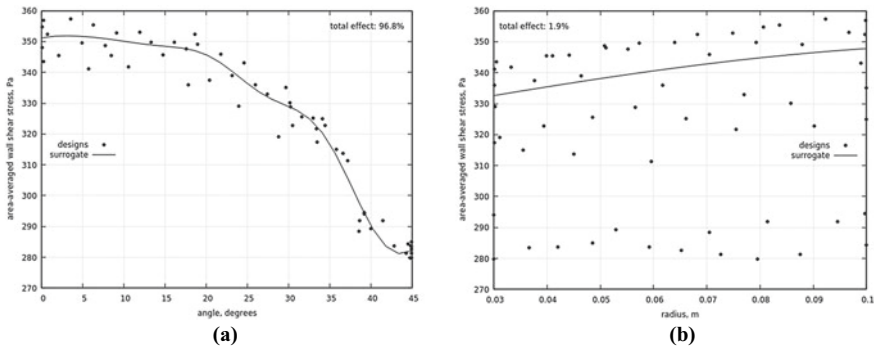 360
350
340
330
320
310
300
290
280
270
area-averaged wall shear stress, Pa
total effect: 96.8%
designs
surrogate
0 5 10 15 20 25 30 35 40 45
angle, degrees
(a)
360
350
340
330
320
310
300
290
280
270
area-averaged wall shear stress, Pa
total effect: 1.9%
designs
surrogate
0.03 0.04 0.05 0.06 0.07 0.08 0.09 0.1
radius, m
(b)